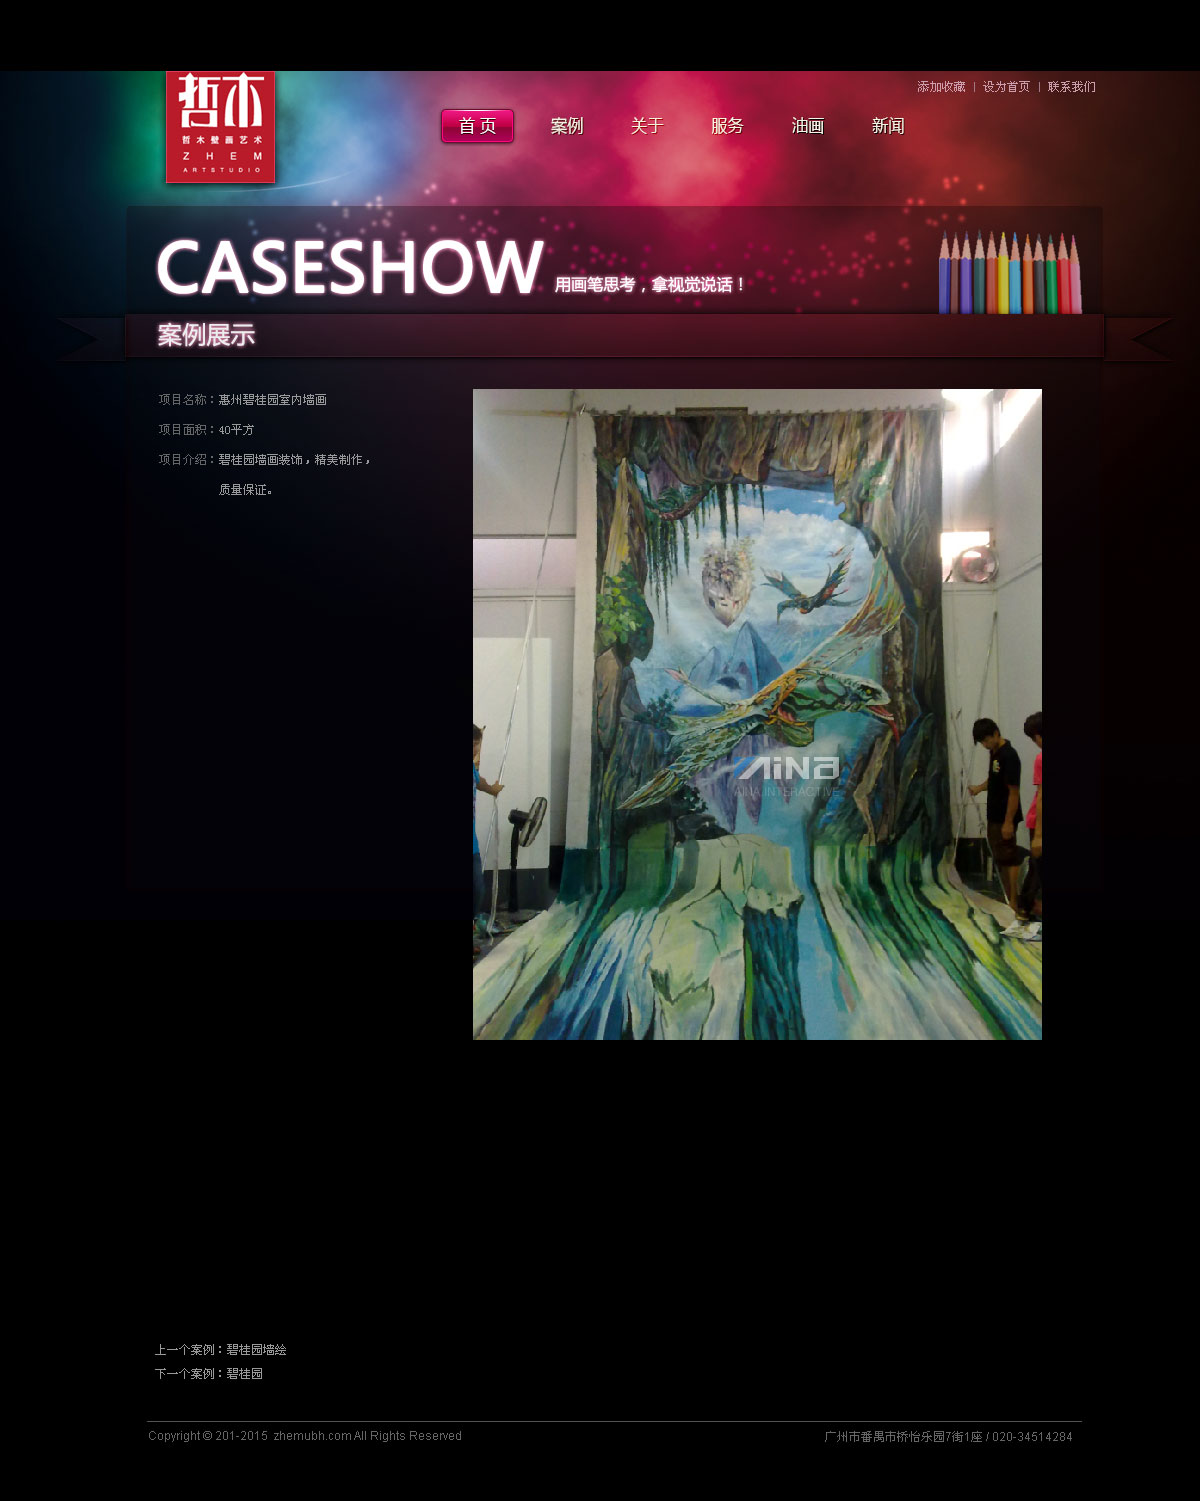 哲木
哲木壁画艺术
ZHEM
ARTSTUDIO
添加收藏 | 设为首页 | 联系我们
首页 案例 关于 服务 油画 新闻
CASESHOW 用画笔思考，拿视觉说话！
案例展示
项目名称：惠州碧桂园室内墙画
项目面积：40平方
项目介绍：碧桂园墙画装饰，精美制作，
质量保证。
AiNA
AINA INTERACTIVE
上一个案例：碧桂园墙绘
下一个案例：碧桂园
Copyright © 201-2015 zhemubh.com All Rights Reserved
广州市番禺市桥怡乐园7街1座 / 020-34514284